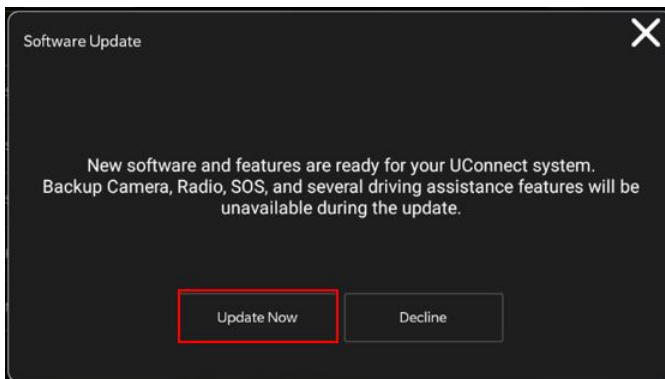 Software Update
New software and features are ready for your UConnect system.
Backup Camera, Radio, SOS, and several driving assistance features will be
unavailable during the update.
Update Now
Decline